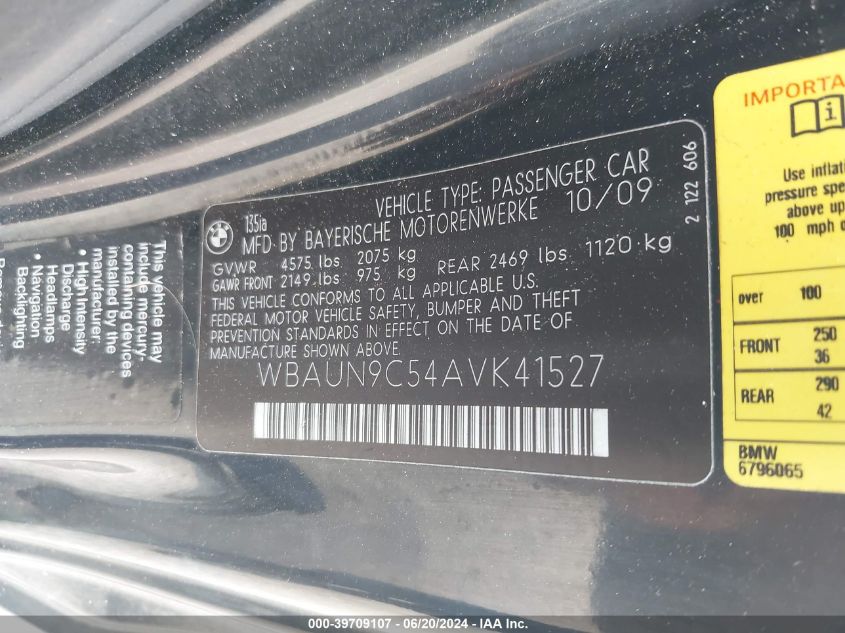 135ia
VEHICLE TYPE: PASSENGER CAR
MFD BY BAYERISCHE MOTORENWERKE 10/09
GVWR 4575 lbs 2075 kg
GAWR FRONT 2149 lbs 975 kg REAR 2469 lbs 1120 kg
THIS VEHICLE CONFORMS TO ALL APPLICABLE U.S.
FEDERAL MOTOR VEHICLE SAFETY, BUMPER AND THEFT
PREVENTION STANDARDS IN EFFECT ON THE DATE OF
MANUFACTURE SHOWN ABOVE.
WBAUN9C54AVK41527
2 122 606
This vehicle may
include mercury-
containing devices
installed by the
manufacturer:
• High Intensity
Discharge
Headlamps
• Navigation
Backlighting
IMPORTA
Use inflat
pressure spe
above up
100 mph
over 100
FRONT 250
36
REAR 290
42
BMW
6796065
000-39709107 - 06/20/2024 - IAA Inc.